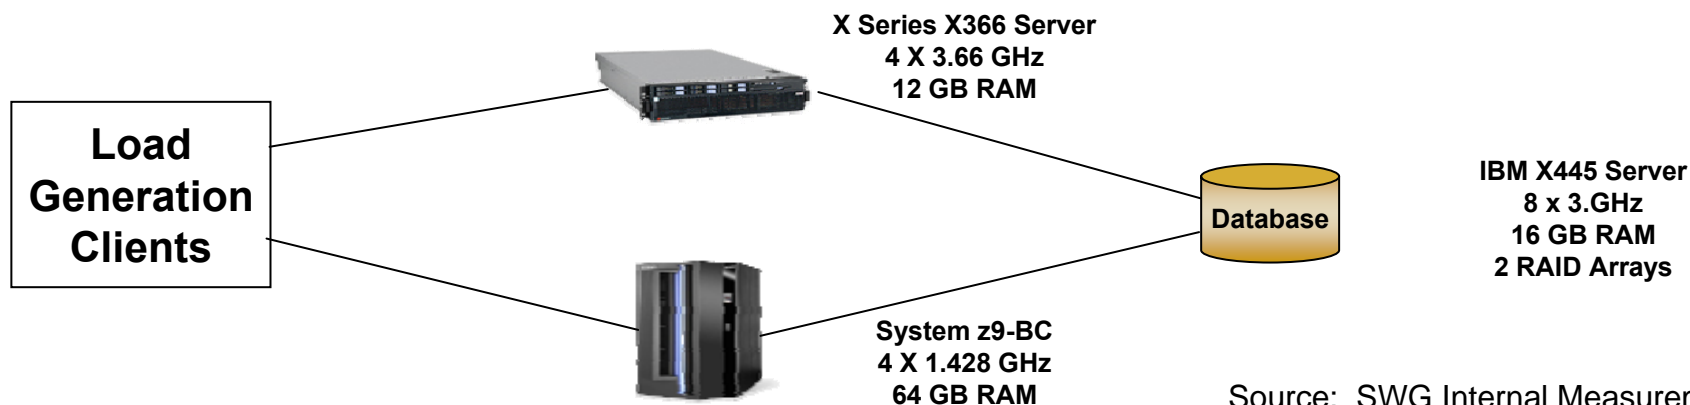 X Series X366 Server
4 X 3.66 GHz
12 GB RAM
Load
Generation
Clients
Database
IBM X445 Server
8 x 3.GHz
16 GB RAM
2 RAID Arrays
System z9-BC
4 X 1.428 GHz
64 GB RAM
Source: SWG Internal